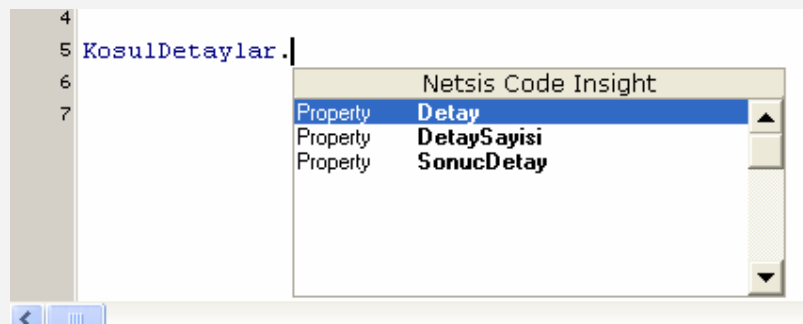 4
5 KosulDetaylar.
6
7
Netsis Code Insight
Property Detay
Property DetaySayisi
Property SonucDetay